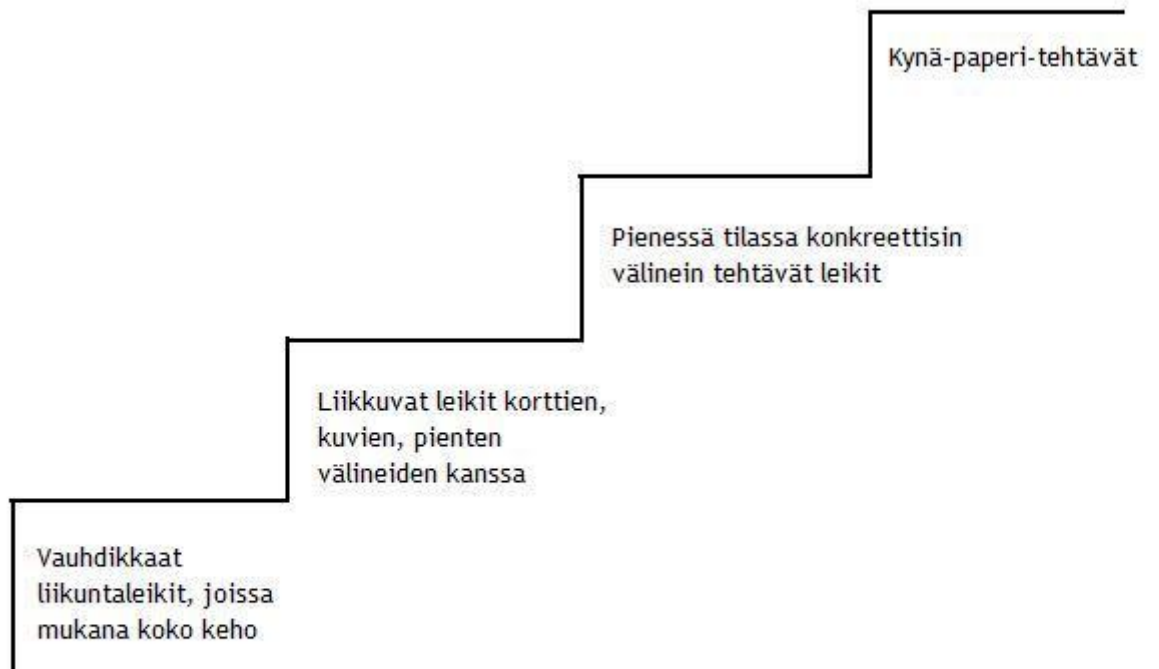 Kynä-paperi-tehtävät
Pienessä tilassa konkreettisin
välinein tehtävät leikit
Liikkuvat leikit korttien,
kuvien, pienten
välineiden kanssa
Vauhdikkaat
liikuntaleikit, joissa
mukana koko keho